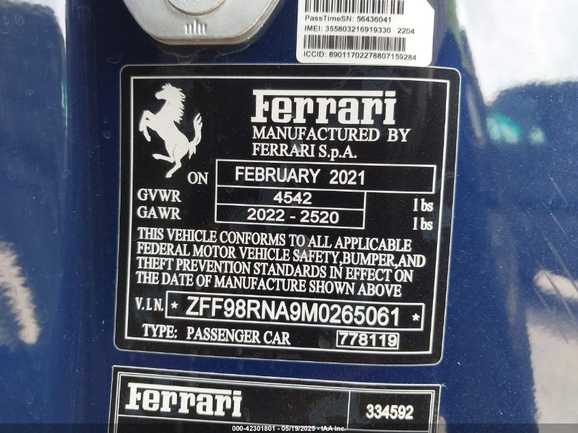 PassTimeSN: 56436041
IMEI: 355803216919330 2204
ICCID: 89011702278807159284
Ferrari
MANUFACTURED BY
FERRARI S.p.A.
ON FEBRUARY 2021
GVWR 4542 lbs
GAWR 2022 - 2520 lbs
THIS VEHICLE CONFORMS TO ALL APPLICABLE
FEDERAL MOTOR VEHICLE SAFETY, BUMPER, AND
THEFT PREVENTION STANDARDS IN EFFECT ON
THE DATE OF MANUFACTURE SHOWN ABOVE
V.I.N. * ZFF98RNA9M0265061 *
TYPE: PASSENGER CAR 778119
Ferrari 334592
000-42301801 - 05/19/2025 - IAA Inc.